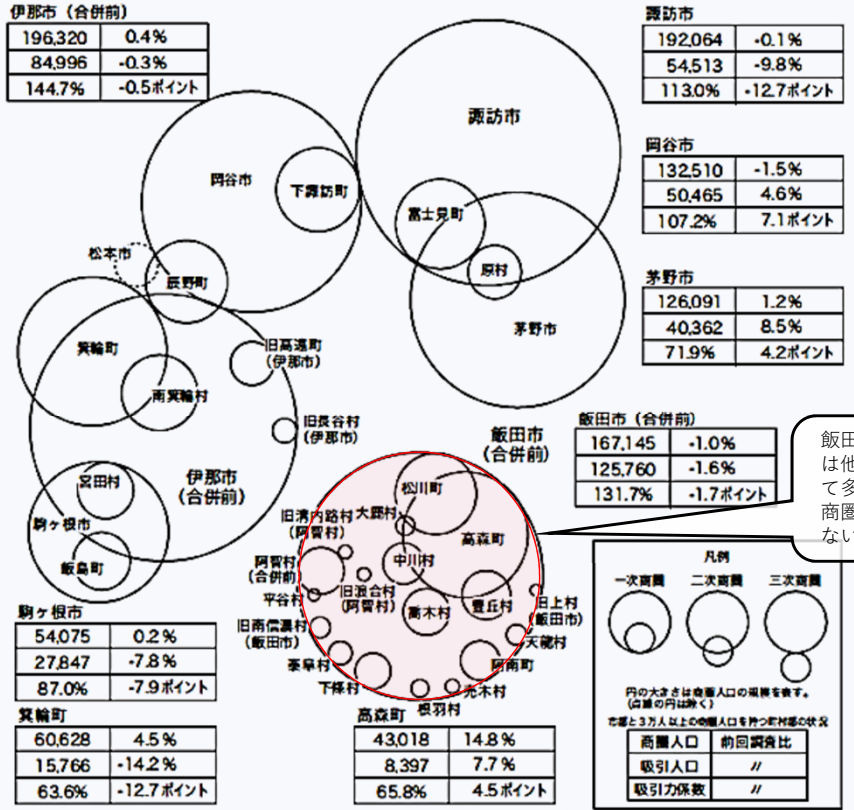 伊那市（合併前）
196,320 0.4%
84,996 -0.3%
144.7% -0.5ポイント
諏訪市
192,064 -0.1%
54,513 -9.8%
113.0% -12.7ポイント
諏訪市
岡谷市
下諏訪町
岡谷市
132,510 -1.5%
50,465 4.6%
107.2% 7.1ポイント
富士見町
松本市
辰野町
原村
茅野市
126,091 1.2%
40,362 8.5%
71.9% 4.2ポイント
茅野市
箕輪町
旧高遠町
（伊那市）
南箕輪村
旧長谷村
（伊那市）
飯田市
（合併前）
飯田市（合併前）
167,145 -1.0%
125,760 -1.6%
131.7% -1.7ポイント
飯田
は他
て多
商圏
ない
伊那市
（合併前）
宮田村
駒ヶ根市
飯島町
松川町
大鹿村
旧清内路村
（阿智村）
高森町
阿智村
（合併前
中川村
旧浪合村
（阿智村）
平谷村
喬木村
豊丘村
旧上村
（飯田市）
旧南信濃村
（飯田市）
天龍村
泰阜村
阿南町
下條村
売木村
根羽村
凡例
一次商圏 二次商圏 三次商圏
円の大きさは商圏人口の規模を表す。
（点線の円は除く）
市部と3万人以上の商圏人口を持つ町村部の状況
商圏人口 前回調査比
吸引人口 〃
吸引力係数 〃
駒ヶ根市
54,075 0.2%
27,847 -7.8%
87.0% -7.9ポイント
箕輪町
60,628 4.5%
15,766 -14.2%
63.6% -12.7ポイント
高森町
43,018 14.8%
8,397 7.7%
65.8% 4.5ポイント